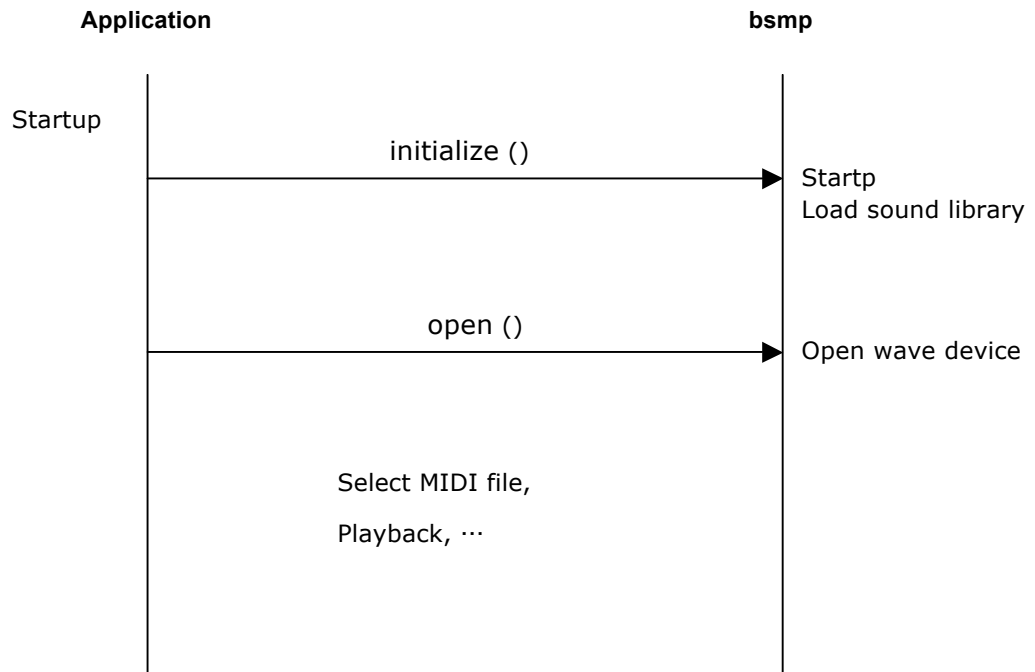 Application
bsmp
Startup
initialize ()
Startp
Load sound library
open ()
Open wave device
Select MIDI file,
Playback, ⋯